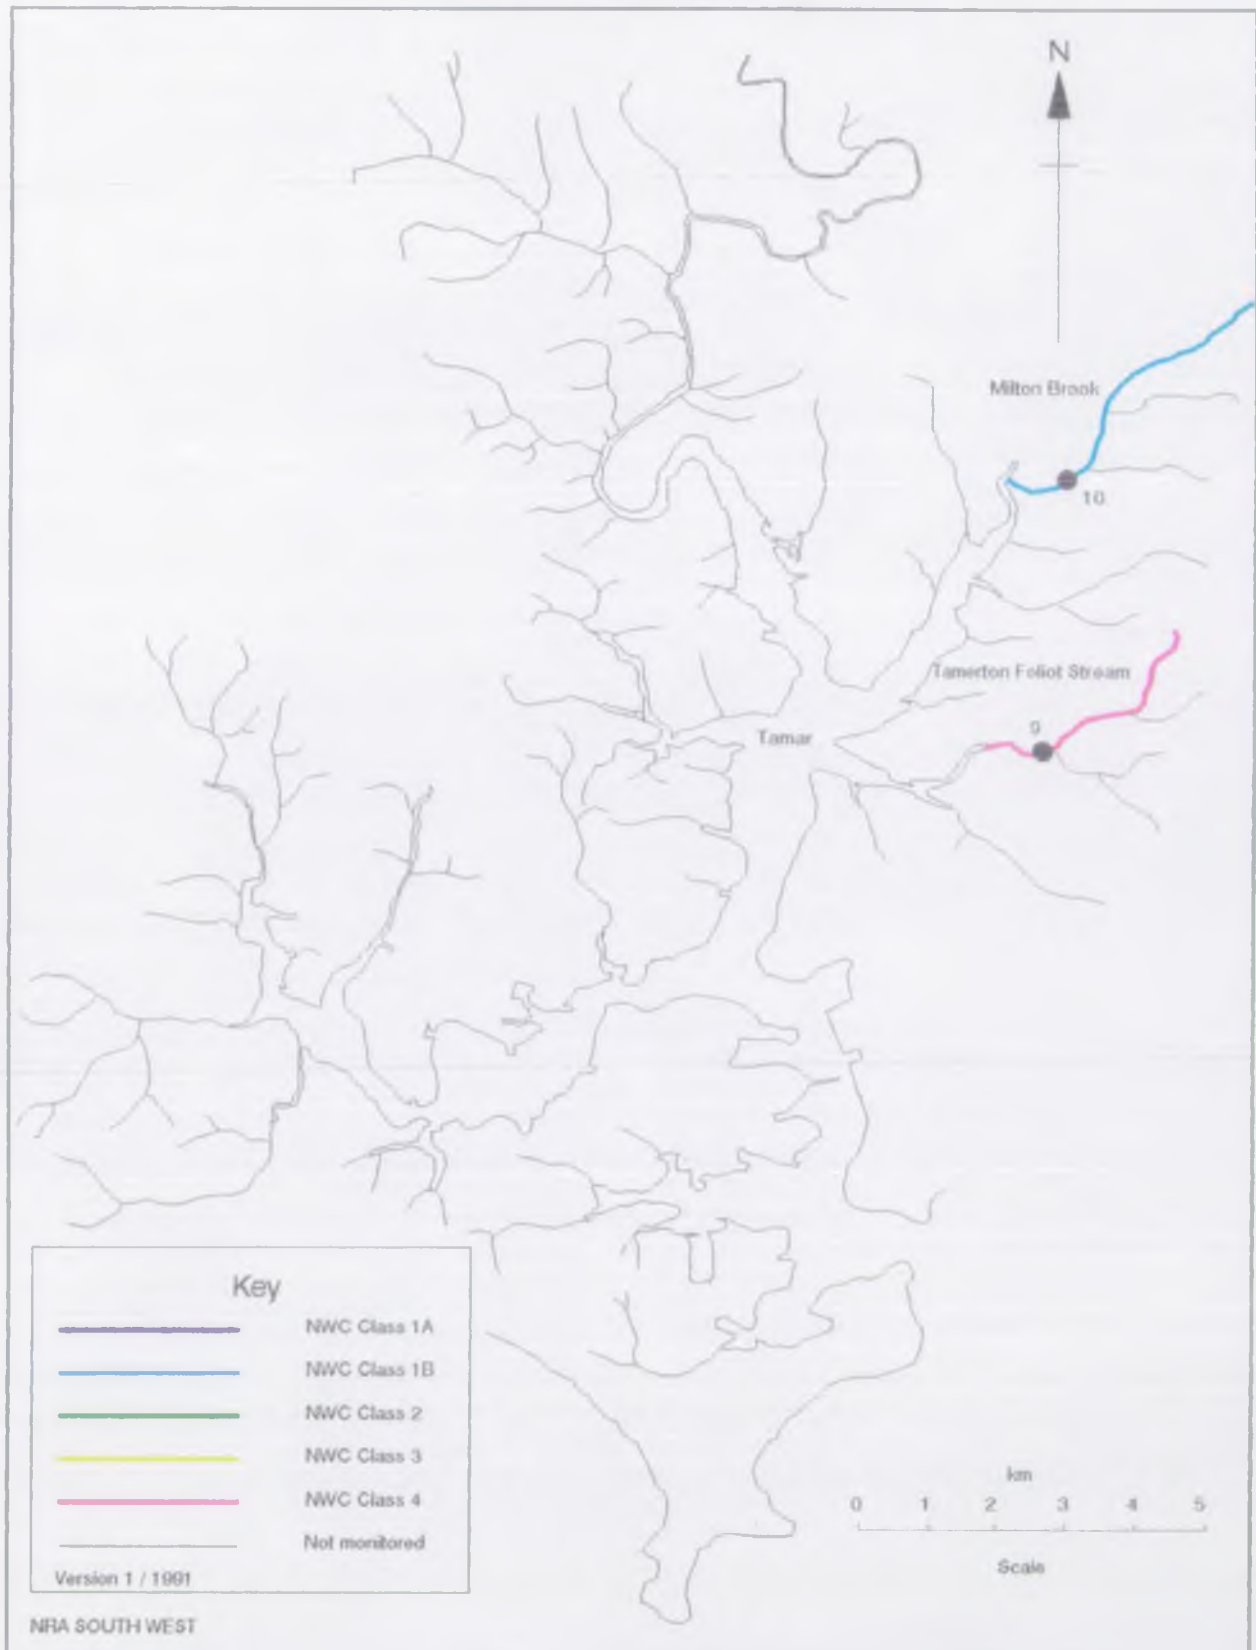 N
Milton Brook
10
Tamerton Foliot Stream
9
Tamar
Key
NWC Class 1A
NWC Class 1B
NWC Class 2
NWC Class 3
NWC Class 4
Not monitored
Version 1 / 1991
km
0 1 2 3 4 5
Scale
NRA SOUTH WEST